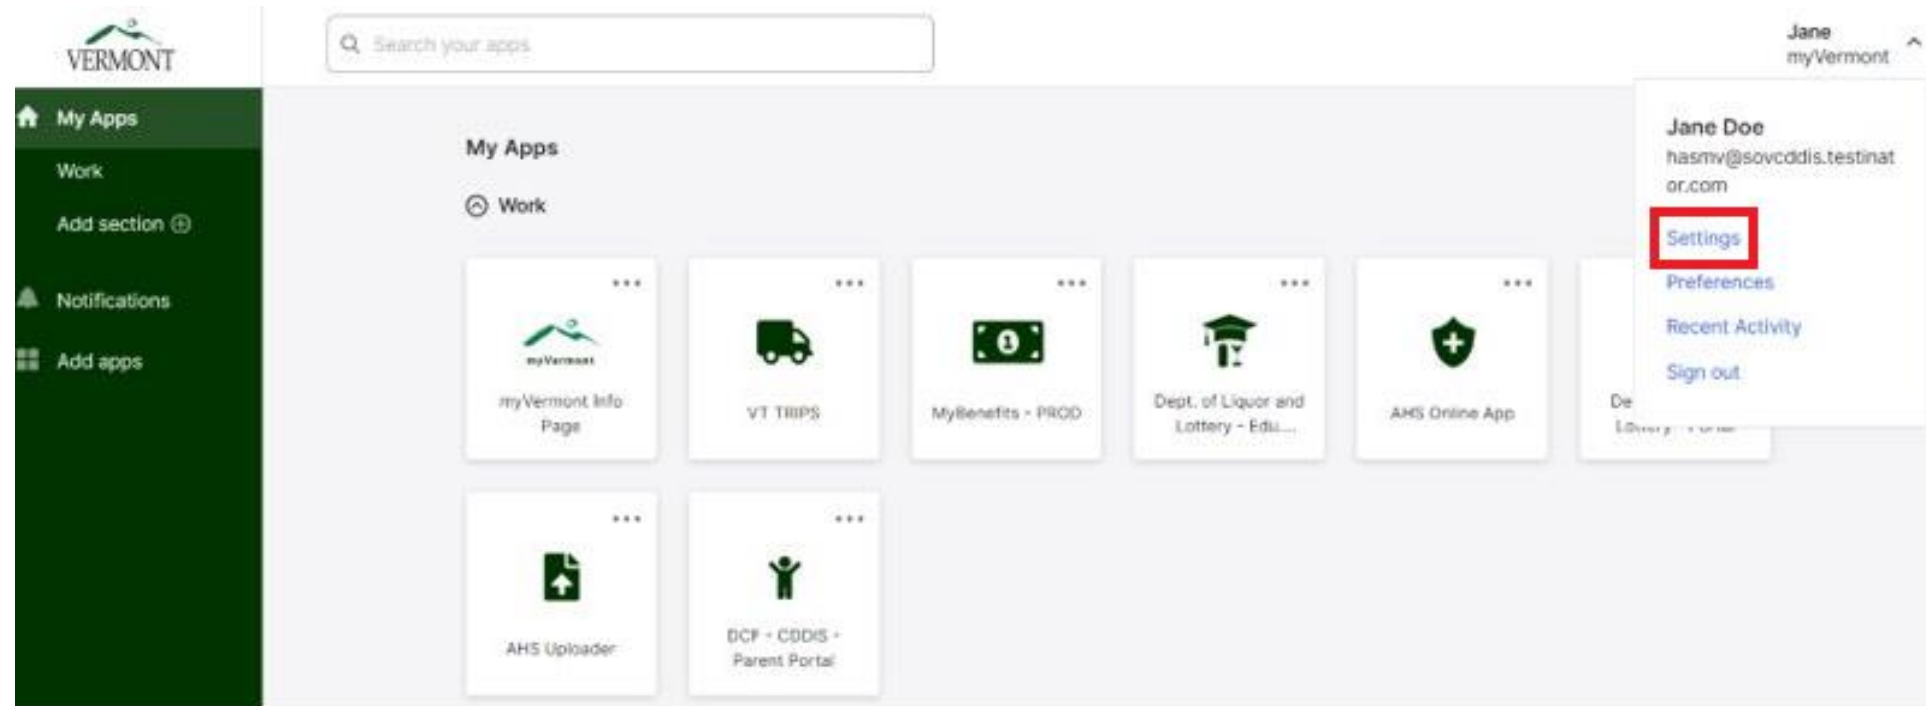 VERMONT
Search your apps
Jane
myVermont
My Apps
Work
Add section
Notifications
Add apps
My Apps
Work
Jane Doe
hasmv@sovcddis.testinat
or.com
Settings
Preferences
Recent Activity
Sign out
myVermont
myVermont Info
Page
VT TRIPS
1
MyBenefits - PROD
Dept. of Liquor and
Lottery - Edu...
AHS Online App
De
AHS Uploader
DCF - CDDIS -
Parent Portal